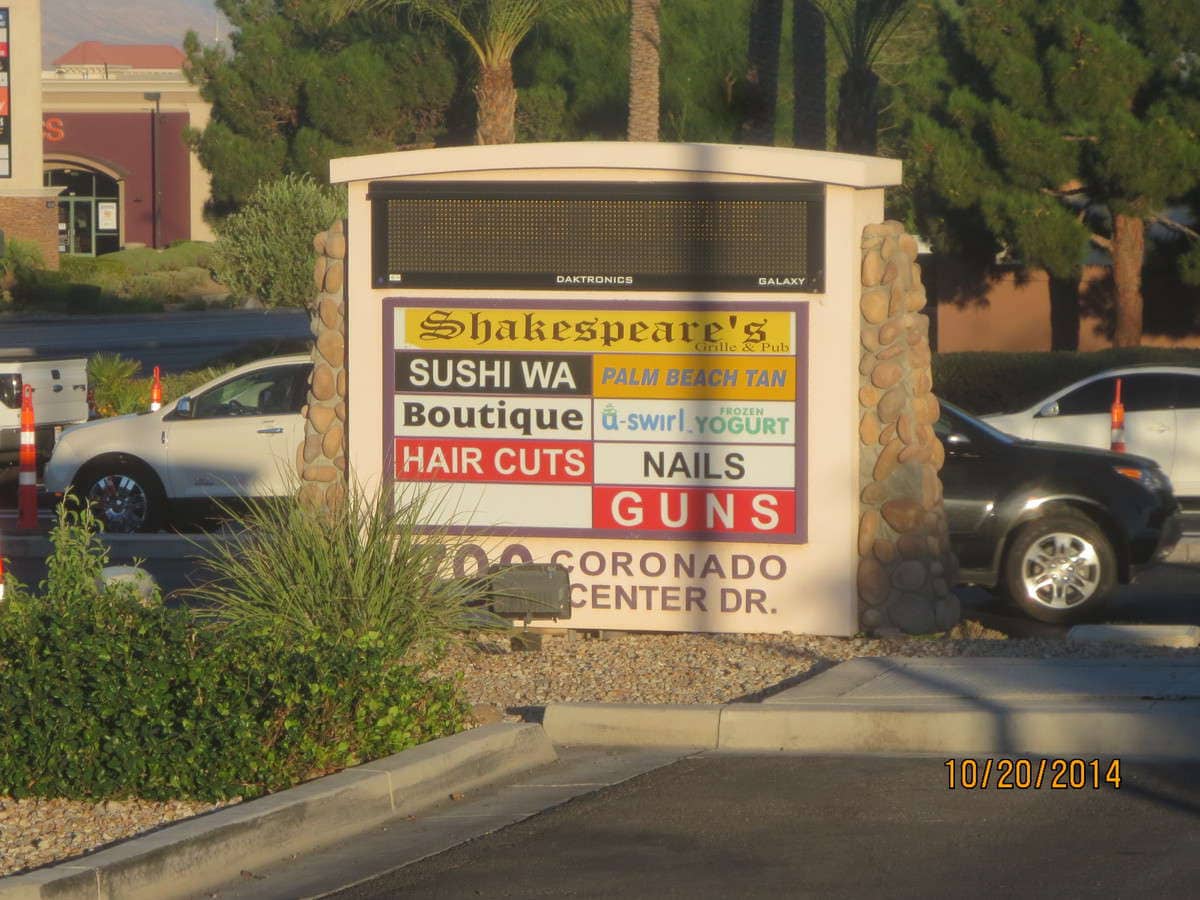 DAKTRONICS
GALAXY
Shakespeare's
Grille & Pub
SUSHI WA
PALM BEACH TAN
Boutique
u-swirl FROZEN YOGURT
HAIR CUTS
NAILS
GUNS
700 CORONADO
CENTER DR.
10/20/2014